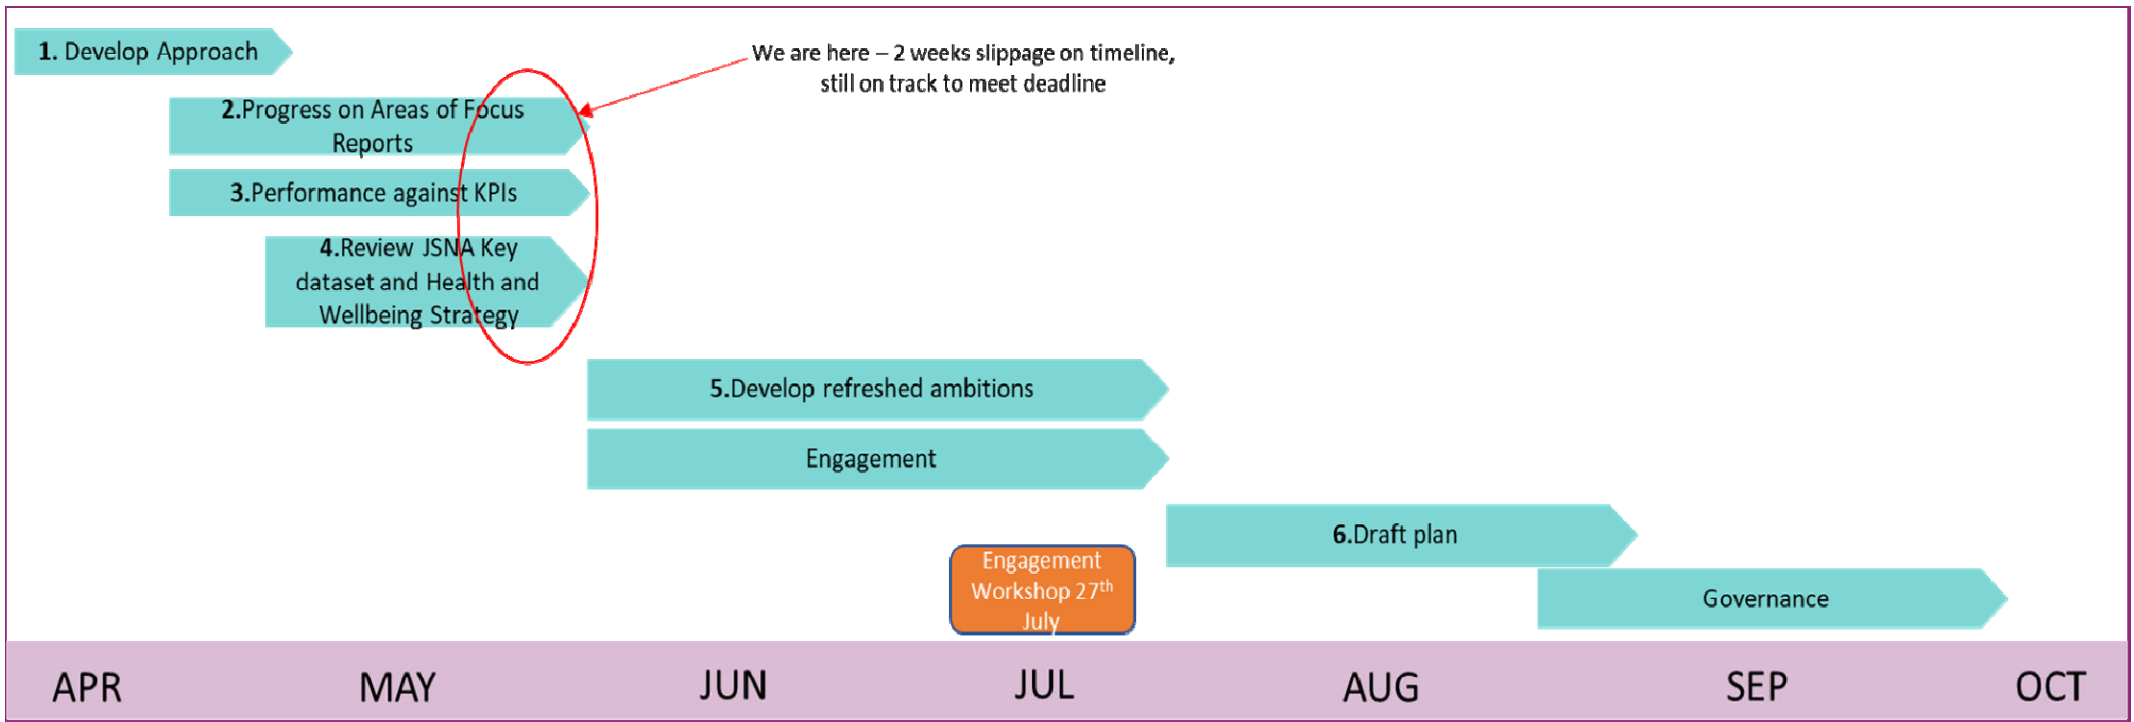 1. Develop Approach
We are here – 2 weeks slippage on timeline,
still on track to meet deadline
2.Progress on Areas of Focus
Reports
3.Performance against KPIs
4.Review JSNA Key
dataset and Health and
Wellbeing Strategy
5.Develop refreshed ambitions
Engagement
6.Draft plan
Engagement
Workshop 27th
July
Governance
APR MAY JUN JUL AUG SEP OCT